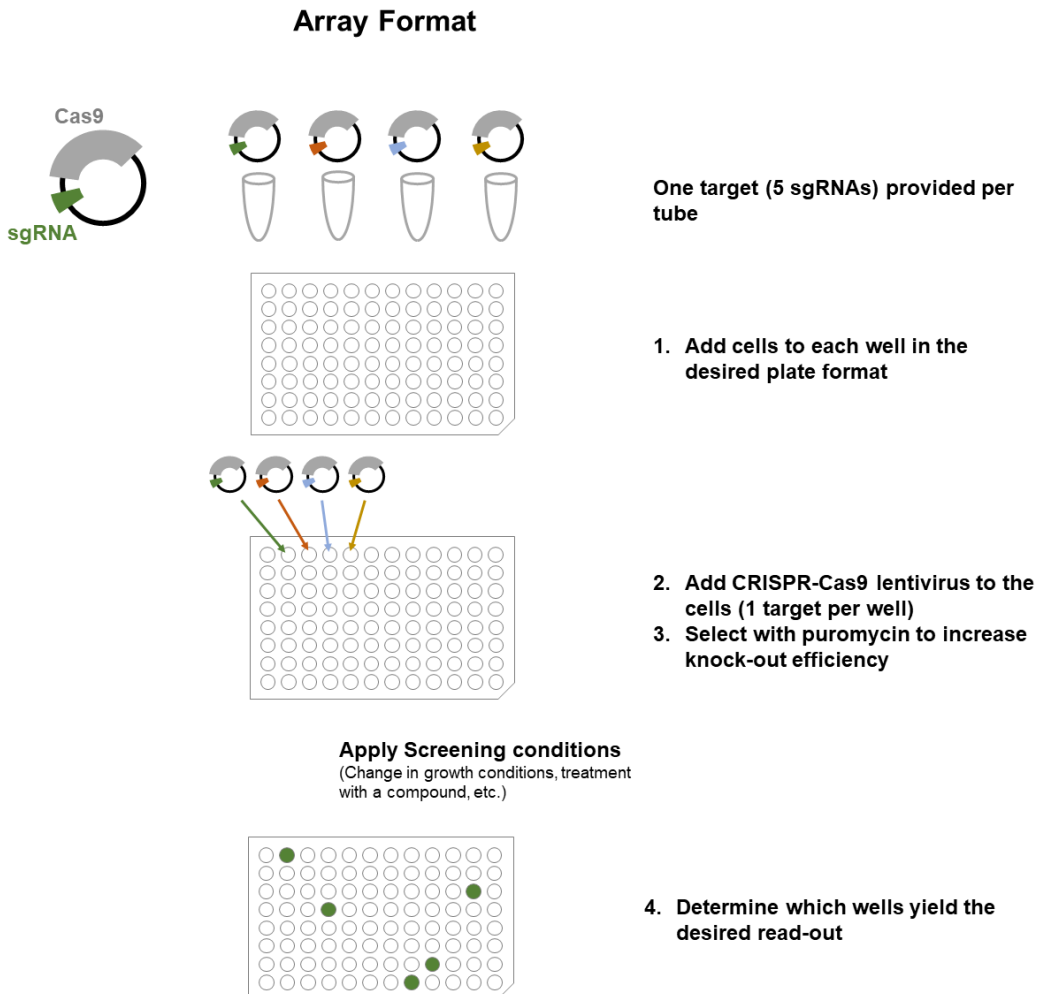 Array Format
Cas9
sgRNA
One target (5 sgRNAs) provided per
tube
1. Add cells to each well in the
desired plate format
2. Add CRISPR-Cas9 lentivirus to the
cells (1 target per well)
3. Select with puromycin to increase
knock-out efficiency
Apply Screening conditions
(Change in growth conditions, treatment
with a compound, etc.)
4. Determine which wells yield the
desired read-out